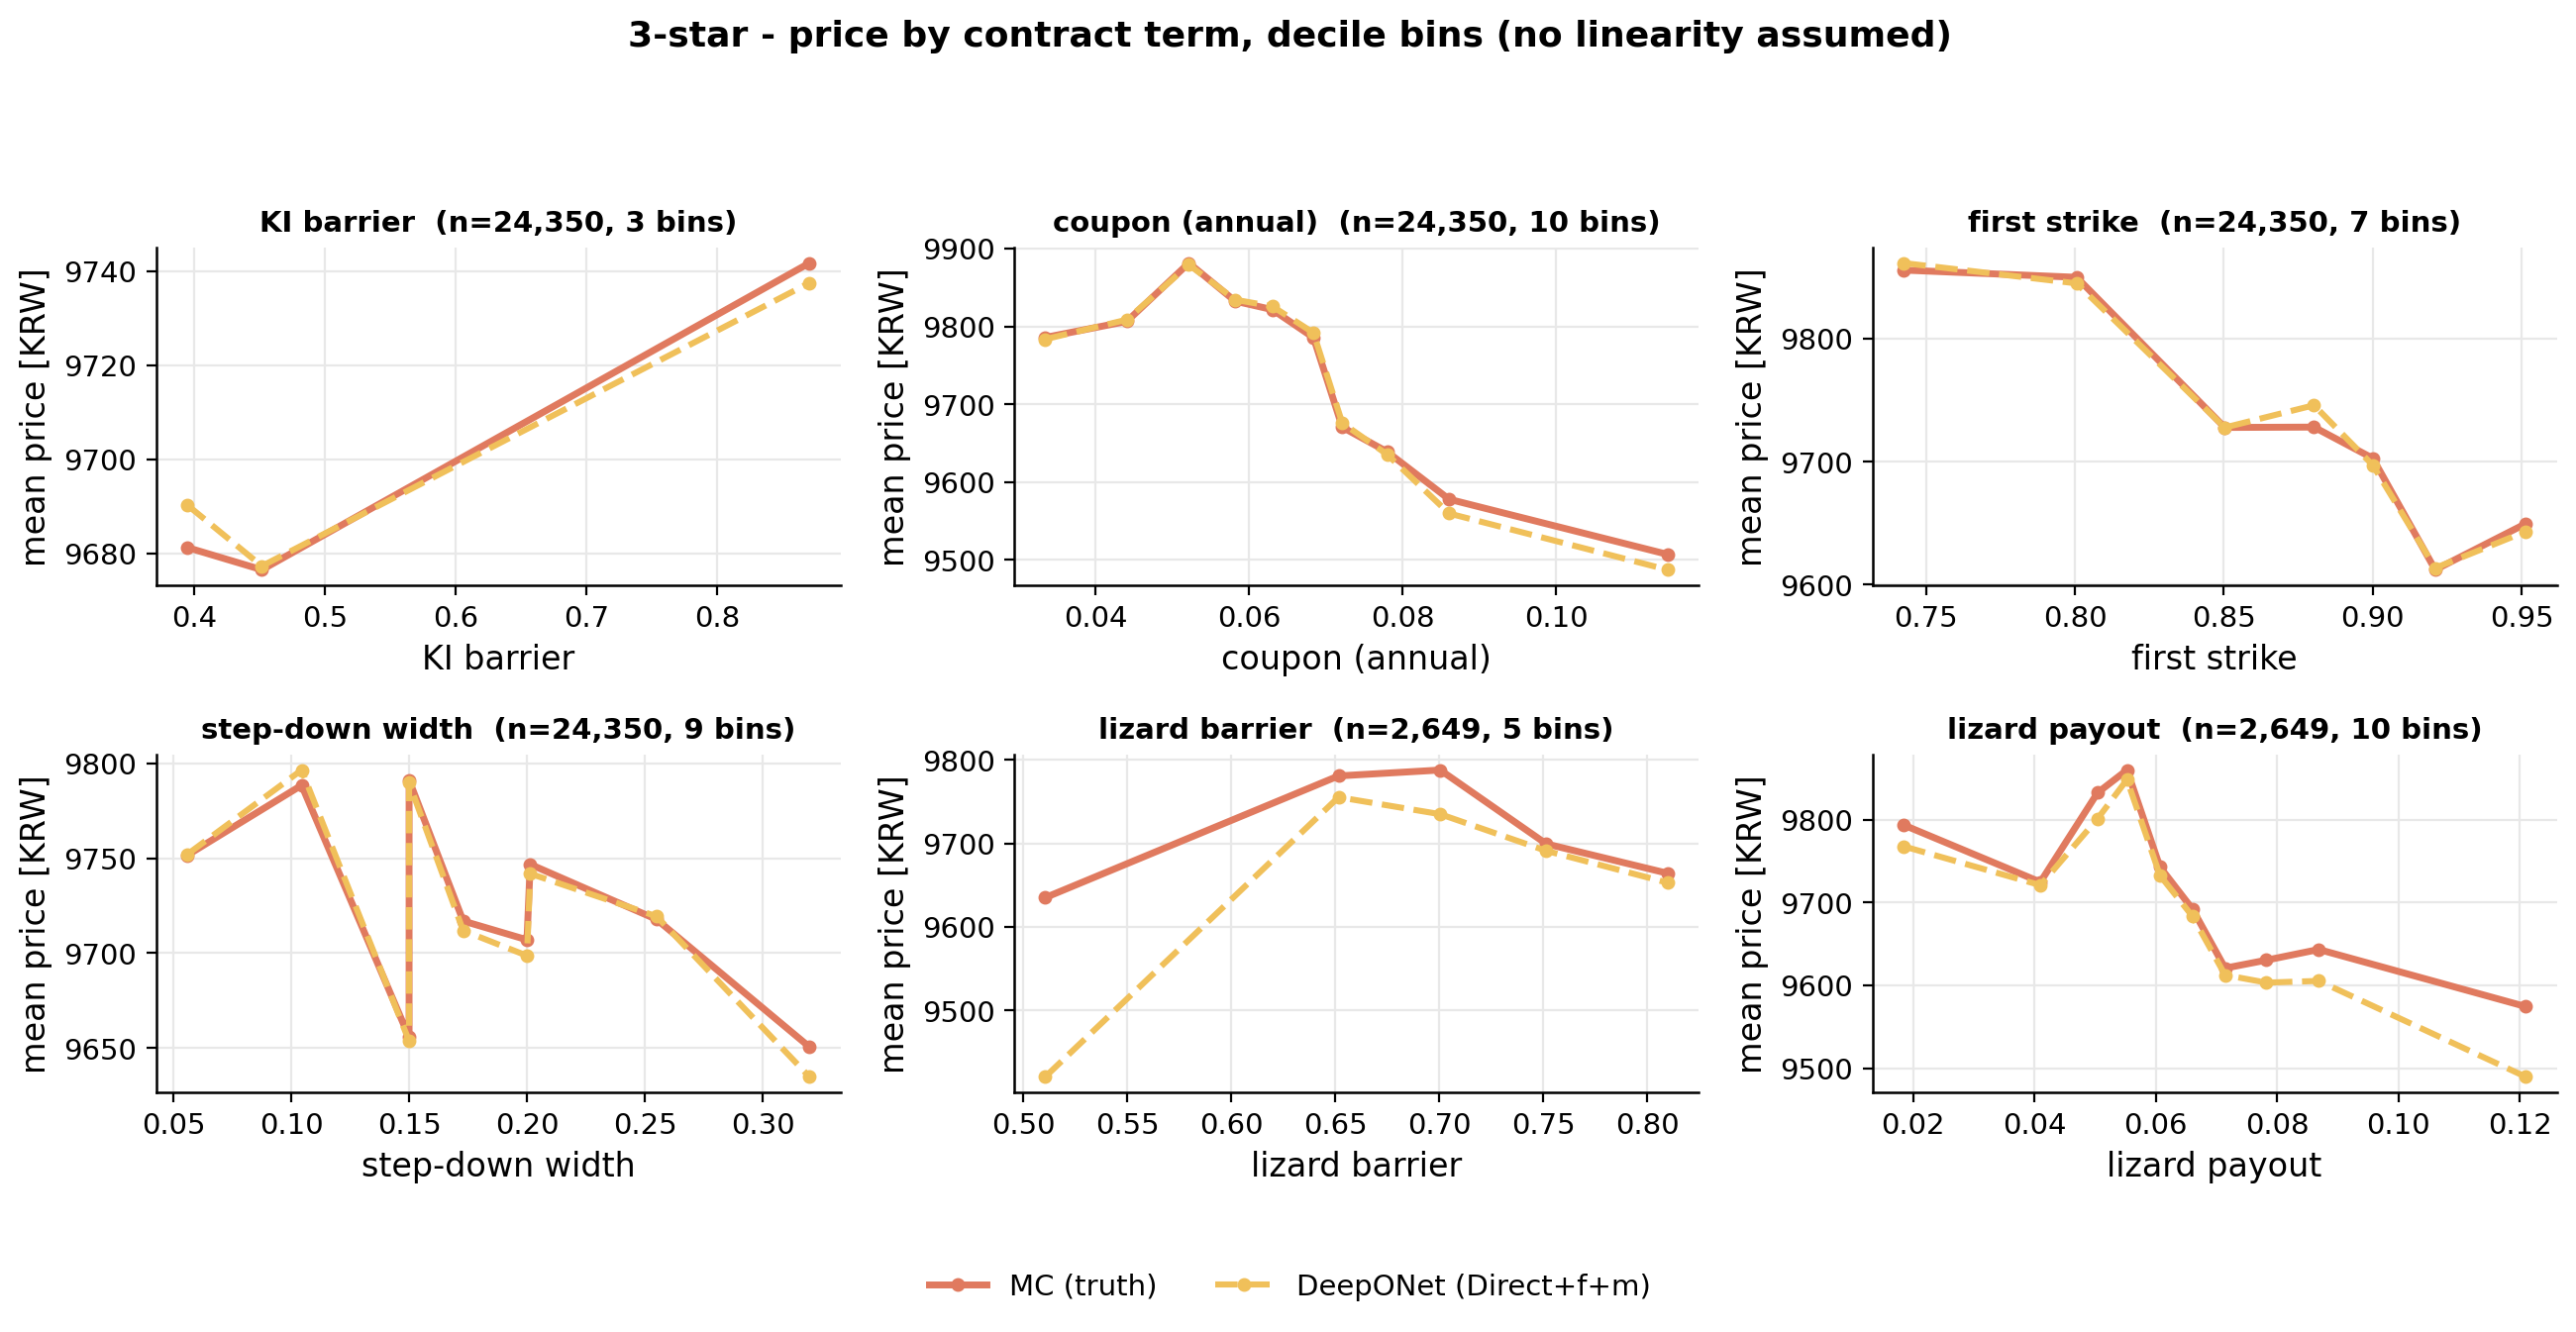 3-star - price by contract term, decile bins (no linearity assumed)
KI barrier  (n=24,350, 3 bins)
mean price [KRW]
9740
9720
9700
9680
0.4 0.5 0.6 0.7 0.8
KI barrier
coupon (annual)  (n=24,350, 10 bins)
mean price [KRW]
9900
9800
9700
9600
9500
0.04 0.06 0.08 0.10
coupon (annual)
first strike  (n=24,350, 7 bins)
mean price [KRW]
9800
9700
9600
0.75 0.80 0.85 0.90 0.95
first strike
step-down width  (n=24,350, 9 bins)
mean price [KRW]
9800
9750
9700
9650
0.05 0.10 0.15 0.20 0.25 0.30
step-down width
lizard barrier  (n=2,649, 5 bins)
mean price [KRW]
9800
9700
9600
9500
0.50 0.55 0.60 0.65 0.70 0.75 0.80
lizard barrier
lizard payout  (n=2,649, 10 bins)
mean price [KRW]
9800
9700
9600
9500
0.02 0.04 0.06 0.08 0.10 0.12
lizard payout
MC (truth)
DeepONet (Direct+f+m)